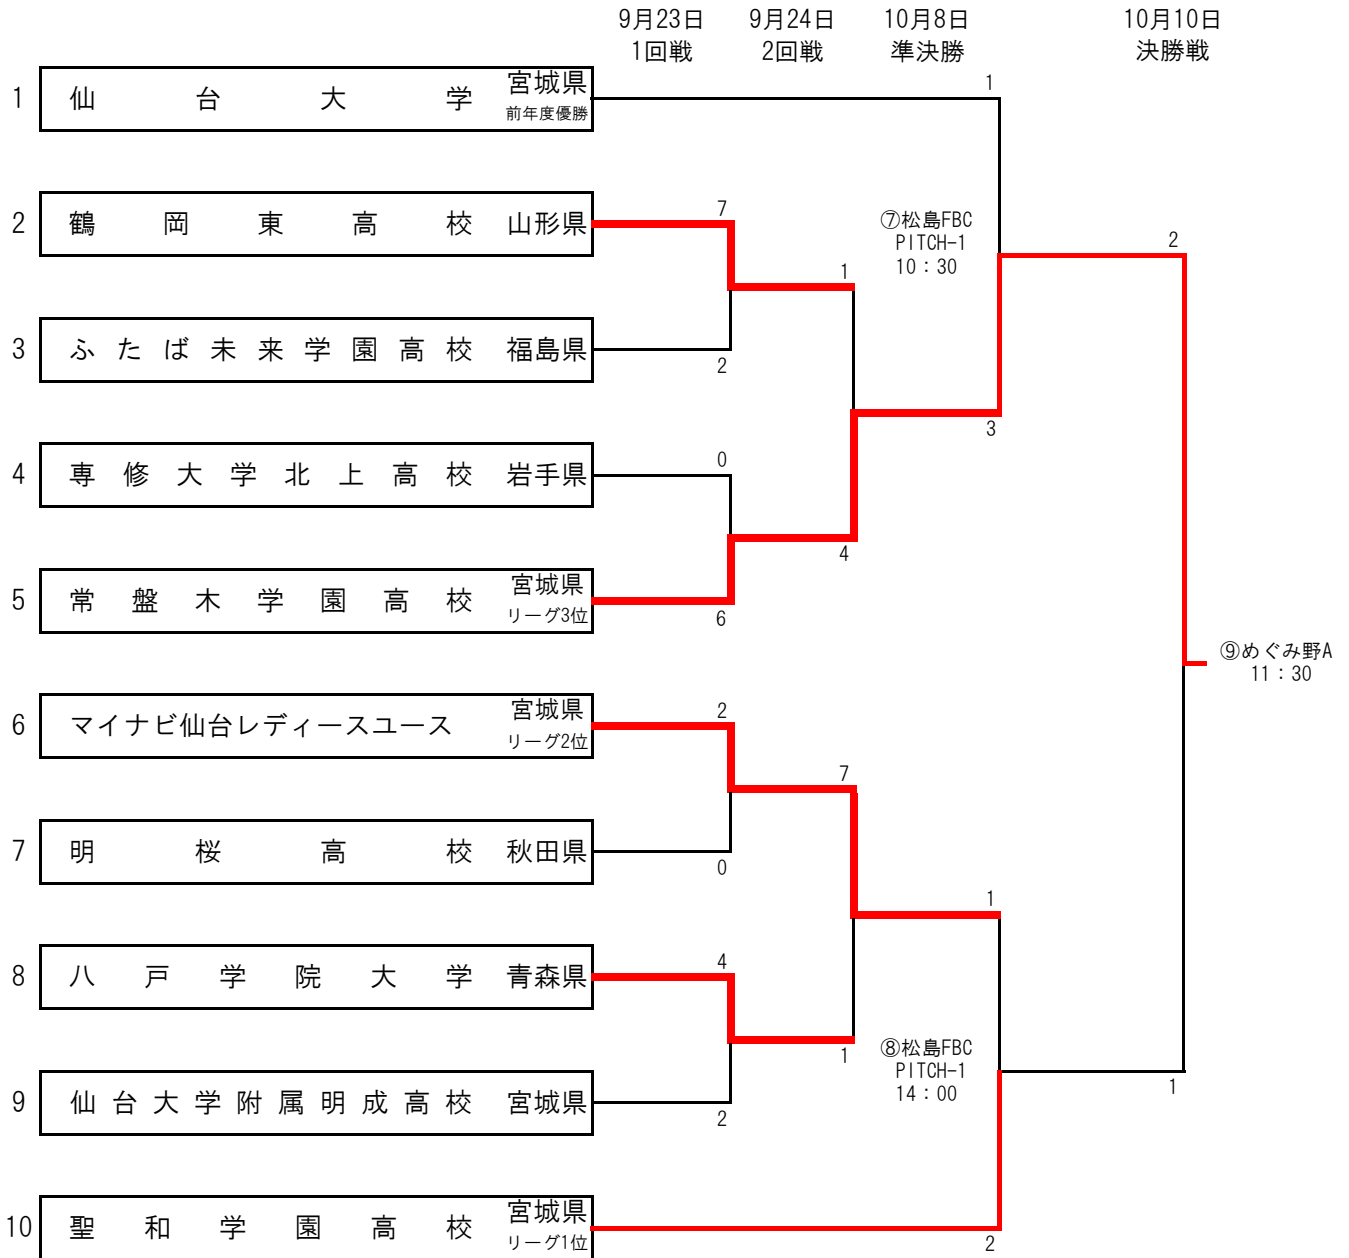 9月23日 9月24日 10月8日 10月10日
1回戦 2回戦 準決勝 決勝戦
1 仙台大学 宮城県
前年度優勝
1
2 鶴岡東高校 山形県
7
⑦松島FBC
PITCH-1
10：30
1
2
3 ふたば未来学園高校 福島県
2
3
4 専修大学北上高校 岩手県
0
4
5 常盤木学園高校 宮城県
リーグ3位
6
⑨めぐみ野A
11：30
6 マイナビ仙台レディースユース 宮城県
リーグ2位
2
7
7 明桜高校 秋田県
0
1
8 八戸学院大学 青森県
4
1
⑧松島FBC
PITCH-1
14：00
1
9 仙台大学附属明成高校 宮城県
2
10 聖和学園高校 宮城県
リーグ1位
2